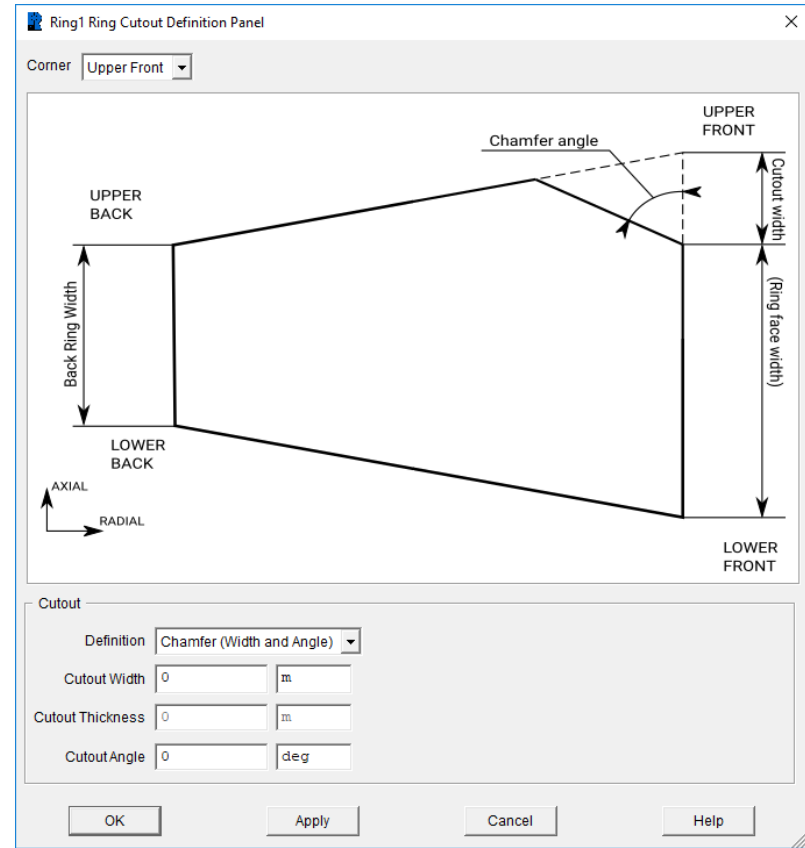 Ring1 Ring Cutout Definition Panel
Corner Upper Front
UPPER
FRONT
Chamfer angle
Cutout width
UPPER
BACK
Back Ring Width
(Ring face width)
LOWER
BACK
AXIAL
RADIAL
LOWER
FRONT
Cutout
Definition Chamfer (Width and Angle)
Cutout Width 0 m
Cutout Thickness 0 m
Cutout Angle 0 deg
OK Apply Cancel Help